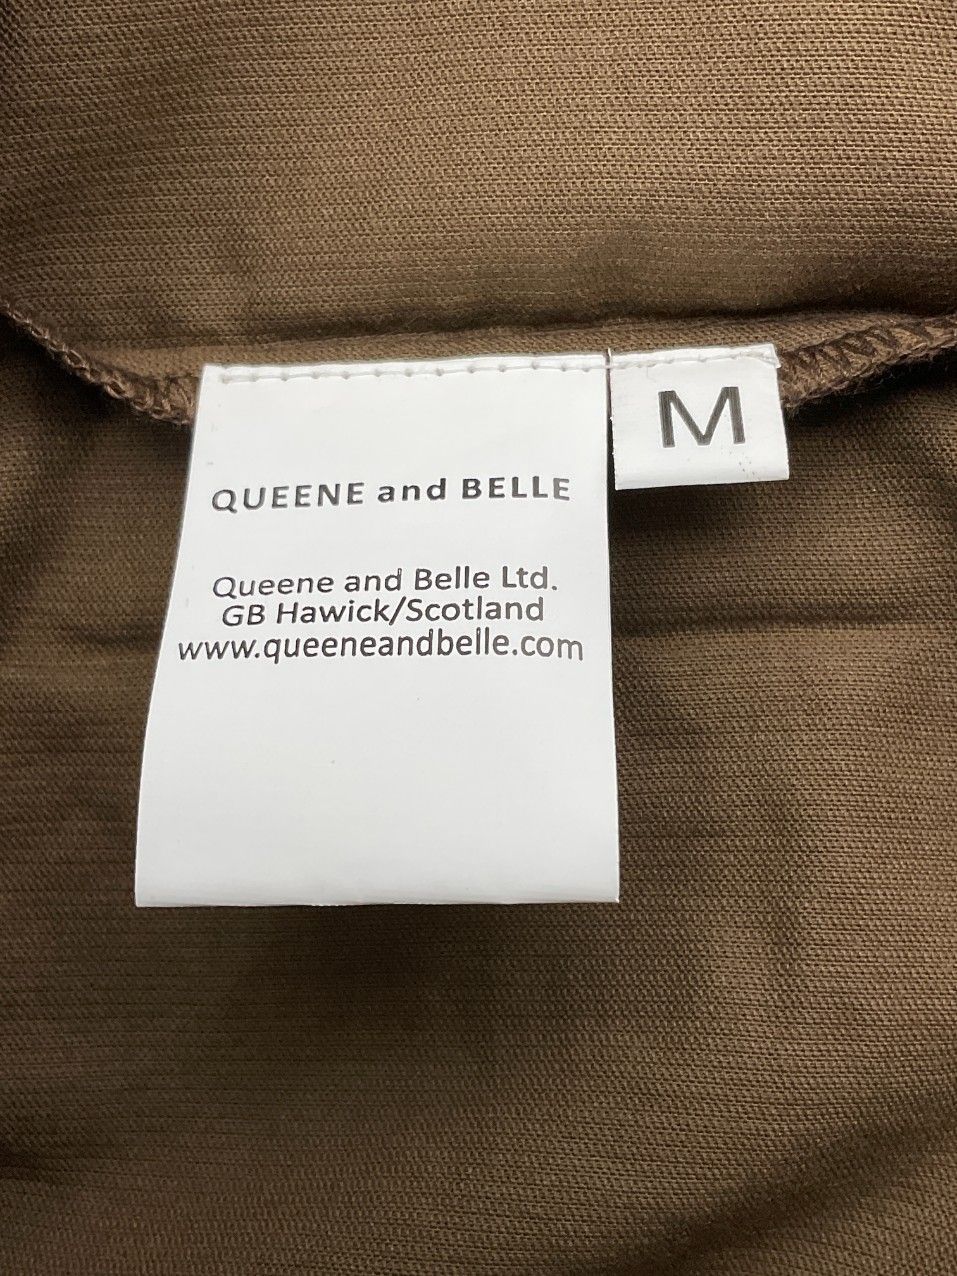 M
QUEENE and BELLE
Queene and Belle Ltd.
GB Hawick/Scotland
www.queeneandbelle.com